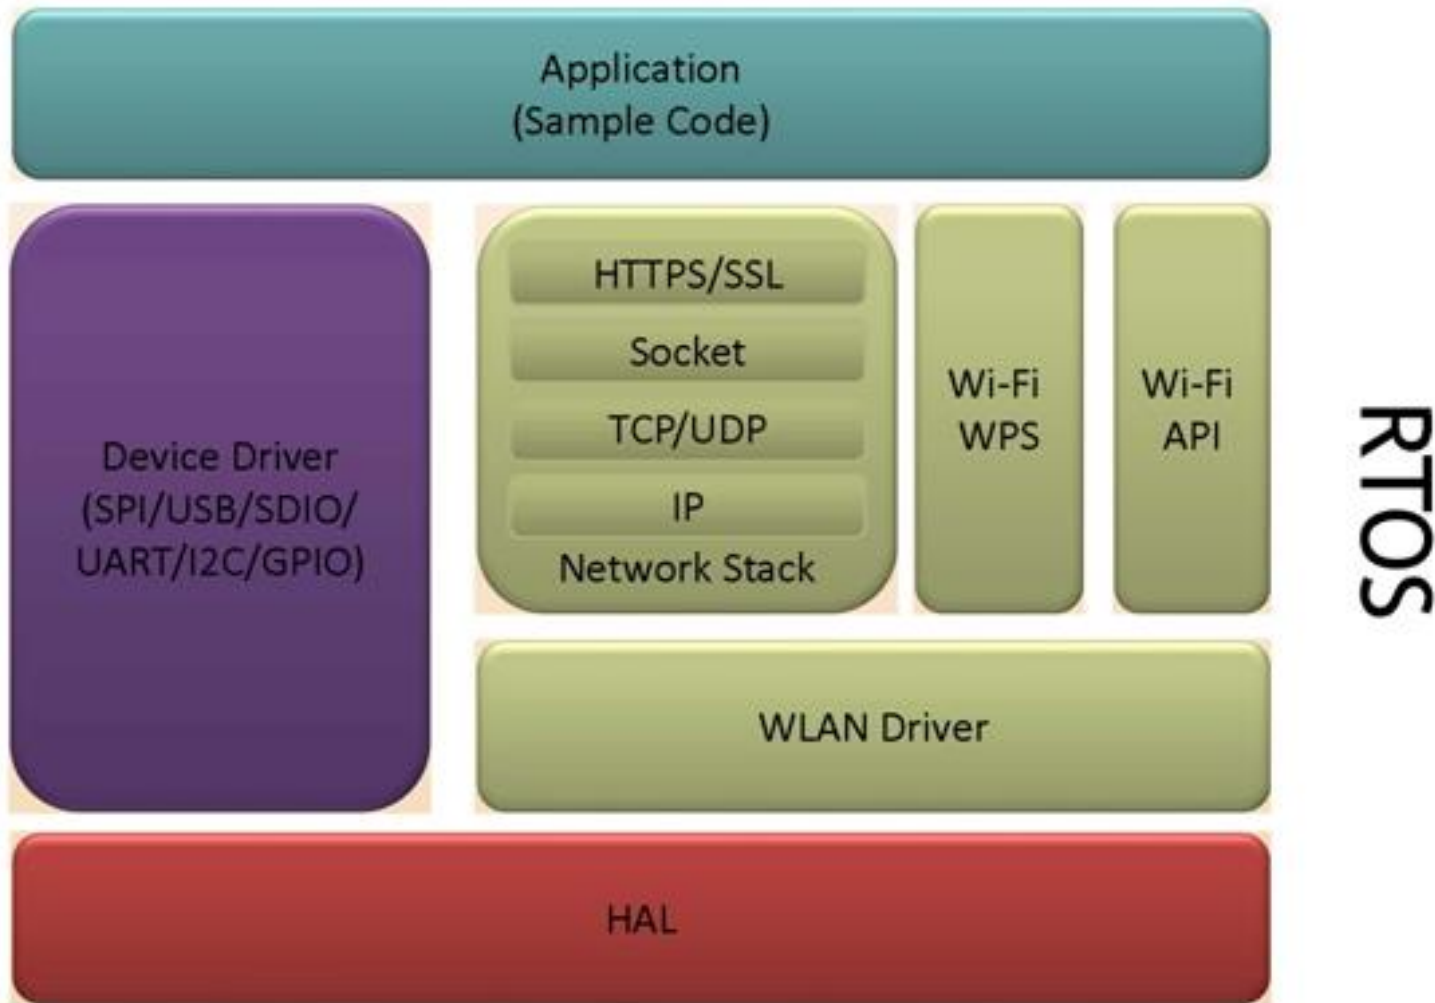 Application
(Sample Code)
Device Driver
(SPI/USB/SDIO/
UART/I2C/GPIO)
HTTPS/SSL
Socket
TCP/UDP
IP
Network Stack
Wi-Fi
WPS
Wi-Fi
API
WLAN Driver
HAL
RTOS